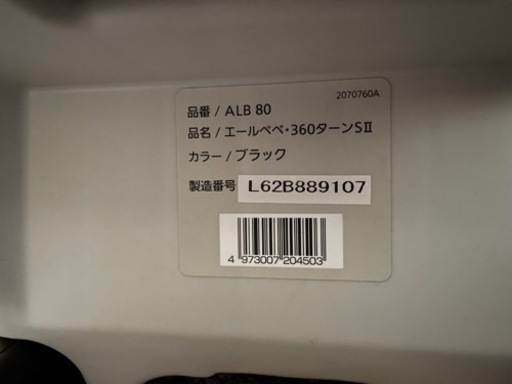 2070760A
品番 / ALB 80
品名 / エールベベ・360ターンSⅡ
カラー / ブラック
製造番号 L62B889107
4 973007 204503